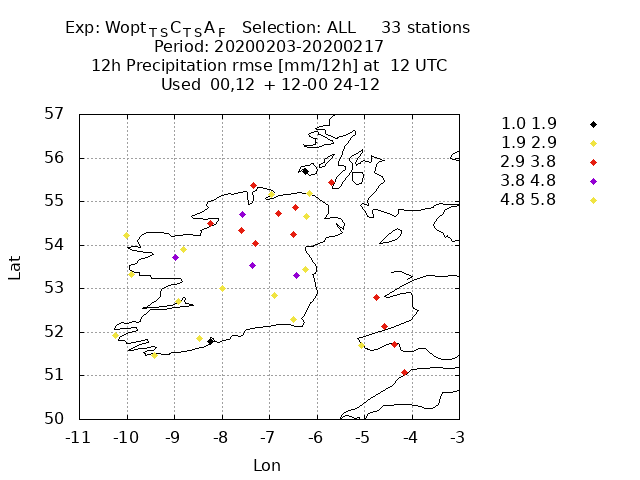 Exp: Wopt_TS C_TS A_F   Selection: ALL     33 stations
Period: 20200203-20200217
12h Precipitation rmse [mm/12h] at  12 UTC
Used  00,12  + 12-00 24-12
57
56
55
54
53
52
51
50
Lat
-11 -10 -9 -8 -7 -6 -5 -4 -3
Lon
1.0 1.9
1.9 2.9
2.9 3.8
3.8 4.8
4.8 5.8